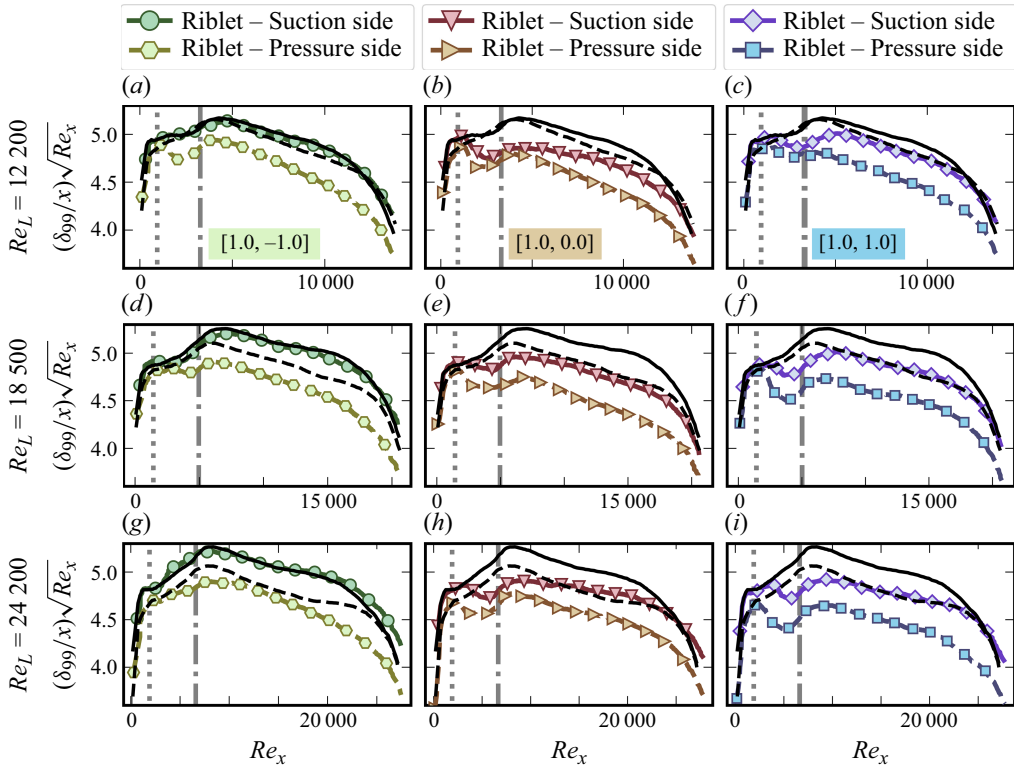 Riblet – Suction side
Riblet – Pressure side
Riblet – Suction side
Riblet – Pressure side
Riblet – Suction side
Riblet – Pressure side
(a)
(b)
(c)
Re_L = 12 200
(δ99/x)√Re_x
5.0
4.5
4.0
[1.0, –1.0]
[1.0, 0.0]
[1.0, 1.0]
0
10 000
0
10 000
0
10 000
(d)
(e)
(f)
Re_L = 18 500
(δ99/x)√Re_x
5.0
4.5
4.0
0
15 000
0
15 000
0
15 000
(g)
(h)
(i)
Re_L = 24 200
(δ99/x)√Re_x
5.0
4.0
0
20 000
0
20 000
0
20 000
Re_x
Re_x
Re_x